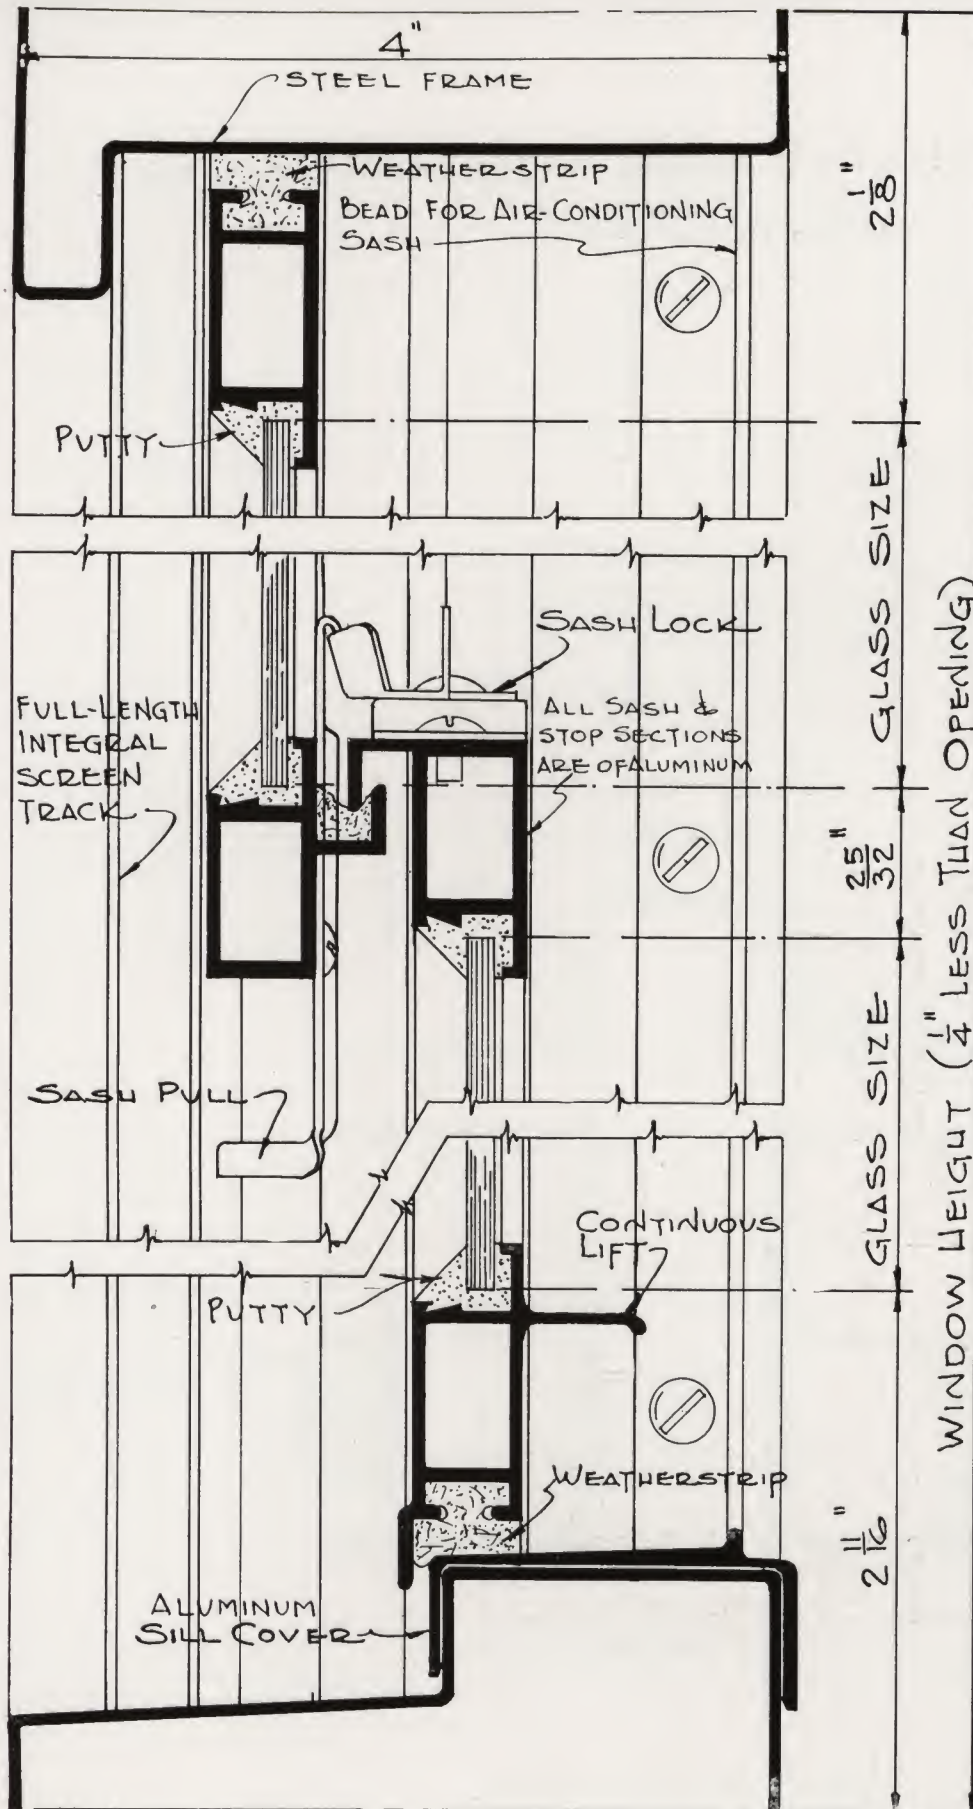 4"
STEEL FRAME
WEATHERSTRIP
BEAD FOR AIR-CONDITIONING
SASH
2 1/8"
PUTTY
GLASS SIZE
SASH LOCK
FULL-LENGTH
INTEGRAL
SCREEN
TRACK
ALL SASH &
STOP SECTIONS
ARE OF ALUMINUM
25/32"
WINDOW HEIGHT (1/4" LESS THAN OPENING)
SASH PULL
GLASS SIZE
CONTINUOUS
LIFT
PUTTY
WEATHERSTRIP
2 11/16"
ALUMINUM
SILL COVER